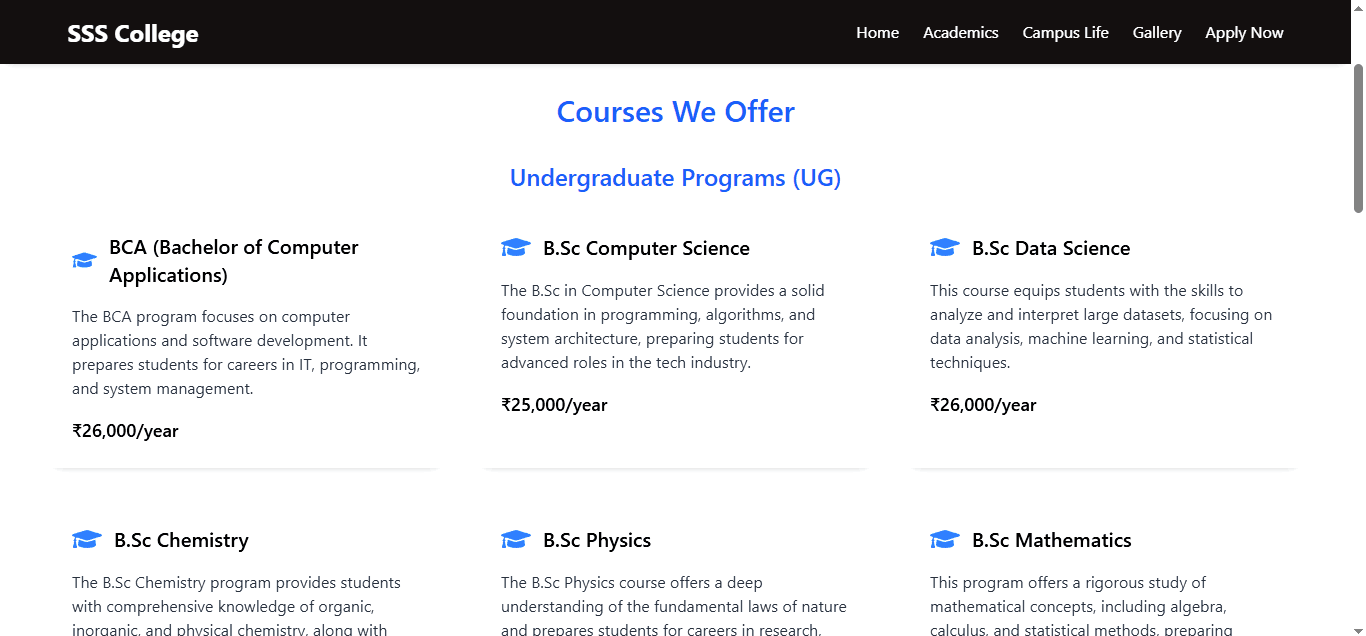 SSS College
Home Academics Campus Life Gallery Apply Now
Courses We Offer
Undergraduate Programs (UG)
BCA (Bachelor of Computer
Applications)
The BCA program focuses on computer
applications and software development. It
prepares students for careers in IT, programming,
and system management.
₹26,000/year
B.Sc Computer Science
The B.Sc in Computer Science provides a solid
foundation in programming, algorithms, and
system architecture, preparing students for
advanced roles in the tech industry.
₹25,000/year
B.Sc Data Science
This course equips students with the skills to
analyze and interpret large datasets, focusing on
data analysis, machine learning, and statistical
techniques.
₹26,000/year
B.Sc Chemistry
The B.Sc Chemistry program provides students
with comprehensive knowledge of organic,
inorganic, and physical chemistry, along with
B.Sc Physics
The B.Sc Physics course offers a deep
understanding of the fundamental laws of nature
and prepares students for careers in research,
B.Sc Mathematics
This program offers a rigorous study of
mathematical concepts, including algebra,
calculus, and statistical methods, preparing